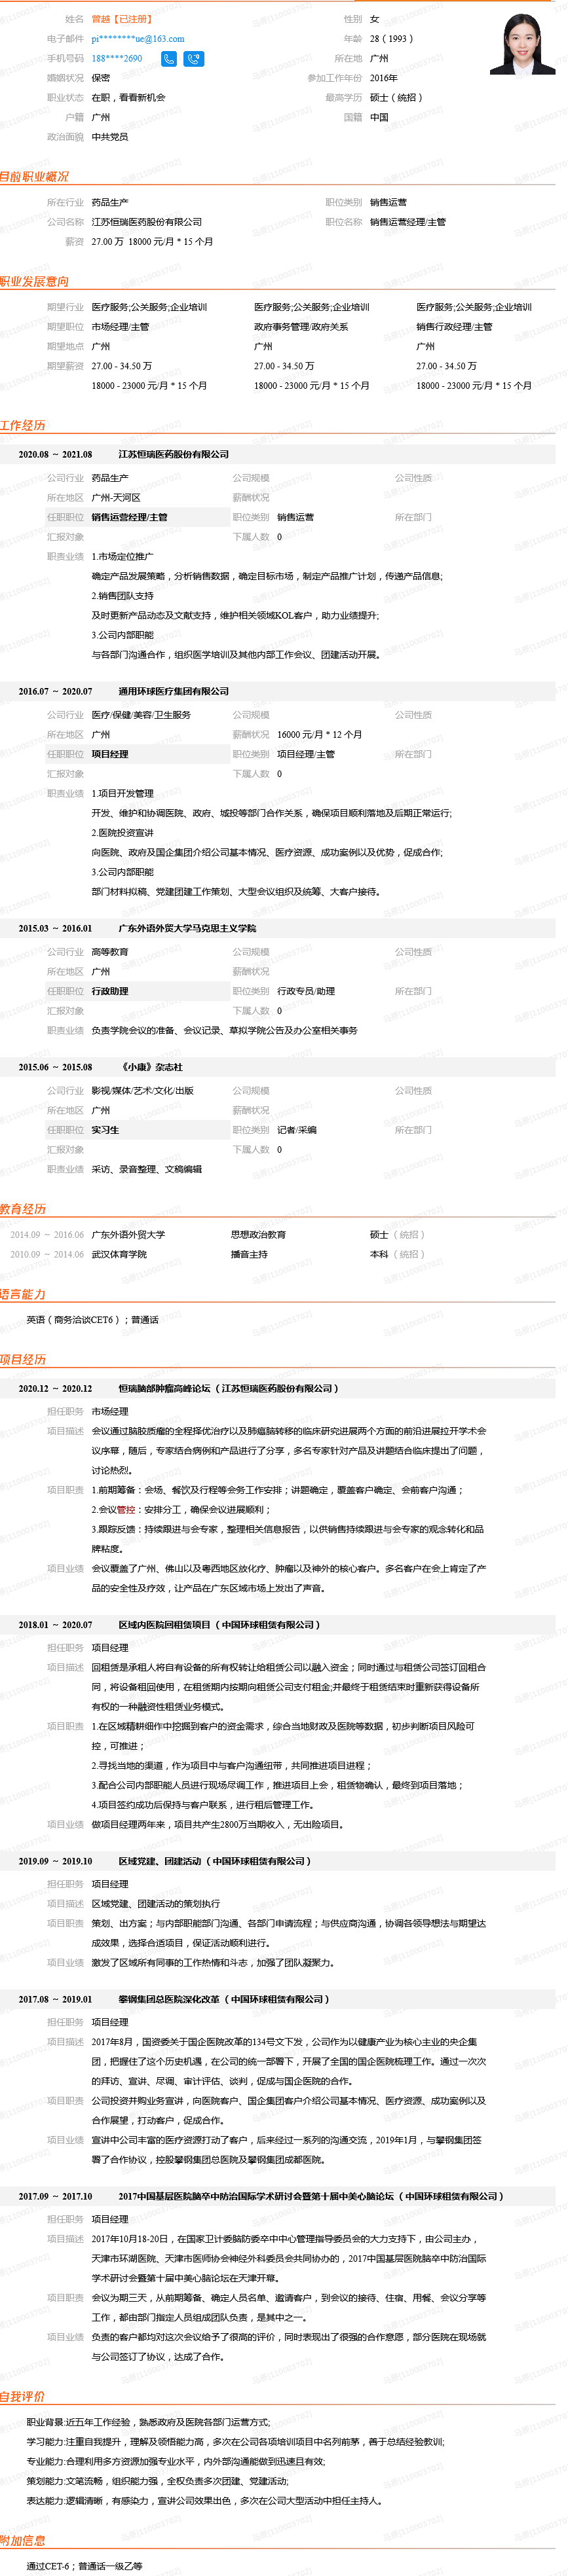 姓名 曾越【已注册】 性别 女
电子邮件 pi********ue@163.com 年龄 28（1993）
手机号码 188****2690 所在地 广州
婚姻状况 保密 参加工作年份 2016年
职业状态 在职，看看新机会 最高学历 硕士（统招）
户籍 广州 国籍 中国
政治面貌 中共党员
目前职业概况
所在行业 药品生产 职位类别 销售运营
公司名称 江苏恒瑞医药股份有限公司 职位名称 销售运营经理/主管
薪资 27.00 万 18000 元/月 * 15 个月
职业发展意向
期望行业 医疗服务;公关服务;企业培训 医疗服务;公关服务;企业培训 医疗服务;公关服务;企业培训
期望职位 市场经理/主管 政府事务管理/政府关系 销售行政经理/主管
期望地点 广州 广州 广州
期望薪资 27.00 - 34.50 万 27.00 - 34.50 万 27.00 - 34.50 万
18000 - 23000 元/月 * 15 个月 18000 - 23000 元/月 * 15 个月 18000 - 23000 元/月 * 15 个月
工作经历
2020.08 ~ 2021.08 江苏恒瑞医药股份有限公司
公司行业 药品生产 公司规模 公司性质
所在地区 广州-天河区 薪酬状况
任职职位 销售运营经理/主管 职位类别 销售运营 所在部门
汇报对象 下属人数 0
职责业绩 1.市场定位推广
确定产品发展策略，分析销售数据，确定目标市场，制定产品推广计划，传递产品信息;
2.销售团队支持
及时更新产品动态及文献支持，维护相关领域KOL客户，助力业绩提升;
3.公司内部职能
与各部门沟通合作，组织医学培训及其他内部工作会议、团建活动开展。
2016.07 ~ 2020.07 通用环球医疗集团有限公司
公司行业 医疗/保健/美容/卫生服务 公司规模 公司性质
所在地区 广州 薪酬状况 16000 元/月 * 12 个月
任职职位 项目经理 职位类别 项目经理/主管 所在部门
汇报对象 下属人数 0
职责业绩 1.项目开发管理
开发、维护和协调医院、政府、城投等部门合作关系，确保项目顺利落地及后期正常运行;
2.医院投资宣讲
向医院、政府及国企集团介绍公司基本情况、医疗资源、成功案例以及优势，促成合作;
3.公司内部职能
部门材料拟稿、党建团建工作策划、大型会议组织及统筹、大客户接待。
2015.03 ~ 2016.01 广东外语外贸大学马克思主义学院
公司行业 高等教育 公司规模 公司性质
所在地区 广州 薪酬状况
任职职位 行政助理 职位类别 行政专员/助理 所在部门
汇报对象 下属人数 0
职责业绩 负责学院会议的准备、会议记录、草拟学院公告及办公室相关事务
2015.06 ~ 2015.08 《小康》杂志社
公司行业 影视/媒体/艺术/文化/出版 公司规模 公司性质
所在地区 广州 薪酬状况
任职职位 实习生 职位类别 记者/采编 所在部门
汇报对象 下属人数 0
职责业绩 采访、录音整理、文稿编辑
教育经历
2014.09 ~ 2016.06 广东外语外贸大学 思想政治教育 硕士（统招）
2010.09 ~ 2014.06 武汉体育学院 播音主持 本科（统招）
语言能力
英语（商务洽谈CET6）；普通话
项目经历
2020.12 ~ 2020.12 恒瑞脑部肿瘤高峰论坛（江苏恒瑞医药股份有限公司）
担任职务 市场经理
项目描述 会议通过脑胶质瘤的全程择优治疗以及肺癌脑转移的临床研究进展两个方面的前沿进展拉开学术会
议序幕，随后，专家结合病例和产品进行了分享，多名专家针对产品及讲题结合临床提出了问题，
讨论热烈。
项目职责 1.前期筹备：会场、餐饮及行程等会务工作安排；讲题确定，覆盖客户确定、会前客户沟通；
2.会议管控：安排分工，确保会议进展顺利；
3.跟踪反馈：持续跟进与会专家，整理相关信息报告，以供销售持续跟进与会专家的观念转化和品
牌粘度。
项目业绩 会议覆盖了广州、佛山以及粤西地区放化疗、肿瘤以及神外的核心客户。多名客户在会上肯定了产
品的安全性及疗效，让产品在广东区域市场上发出了声音。
2018.01 ~ 2020.07 区域内医院回租赁项目（中国环球租赁有限公司）
担任职务 项目经理
项目描述 回租赁是承租人将自有设备的所有权转让给租赁公司以融入资金；同时通过与租赁公司签订回租合
同，将设备租回使用，在租赁期内按期向租赁公司支付租金;并最终于租赁结束时重新获得设备所
有权的一种融资性租赁业务模式。
项目职责 1.在区域精耕细作中挖掘到客户的资金需求，综合当地财政及医院等数据，初步判断项目风险可
控，可推进；
2.寻找当地的渠道，作为项目中与客户沟通纽带，共同推进项目进程；
3.配合公司内部职能人员进行现场尽调工作，推进项目上会，租赁物确认，最终到项目落地；
4.项目签约成功后保持与客户联系，进行租后管理工作。
项目业绩 做项目经理两年来，项目共产生2800万当期收入，无出险项目。
2019.09 ~ 2019.10 区域党建、团建活动（中国环球租赁有限公司）
担任职务 项目经理
项目描述 区域党建、团建活动的策划执行
项目职责 策划、出方案；与内部职能部门沟通、各部门申请流程；与供应商沟通，协调各领导想法与期望达
成效果，选择合适项目，保证活动顺利进行。
项目业绩 激发了区域所有同事的工作热情和斗志，加强了团队凝聚力。
2017.08 ~ 2019.01 攀钢集团总医院深化改革（中国环球租赁有限公司）
担任职务 项目经理
项目描述 2017年8月，国资委关于国企医院改革的134号文下发，公司作为以健康产业为核心主业的央企集
团，把握住了这个历史机遇，在公司的统一部署下，开展了全国的国企医院梳理工作。通过一次次
的拜访、宣讲、尽调、审计评估、谈判，促成与国企医院的合作。
项目职责 公司投资并购业务宣讲，向医院客户、国企集团客户介绍公司基本情况、医疗资源、成功案例以及
合作展望，打动客户，促成合作。
项目业绩 宣讲中公司丰富的医疗资源打动了客户，后来经过一系列的沟通交流，2019年1月，与攀钢集团签
署了合作协议，控股攀钢集团总医院及攀钢集团成都医院。
2017.09 ~ 2017.10 2017中国基层医院脑卒中防治国际学术研讨会暨第十届中美心脑论坛（中国环球租赁有限公司）
担任职务 项目经理
项目描述 2017年10月18-20日，在国家卫计委脑防委卒中中心管理指导委员会的大力支持下，由公司主办，
天津市环湖医院、天津市医师协会神经外科委员会共同协办的，2017中国基层医院脑卒中防治国际
学术研讨会暨第十届中美心脑论坛在天津开幕。
项目职责 会议为期三天，从前期筹备、确定人员名单、邀请客户，到会议的接待、住宿、用餐、会议分享等
工作，都由部门指定人员组成团队负责，是其中之一。
项目业绩 负责的客户都均对这次会议给予了很高的评价，同时表现出了很强的合作意愿，部分医院在现场就
与公司签订了协议，达成了合作。
自我评价
职业背景:近五年工作经验，熟悉政府及医院各部门运营方式;
学习能力:注重自我提升，理解及领悟能力高，多次在公司各项培训项目中名列前茅，善于总结经验教训;
专业能力:合理利用多方资源加强专业水平，内外部沟通能做到迅速且有效;
策划能力:文笔流畅，组织能力强，全权负责多次团建、党建活动;
表达能力:逻辑清晰，有感染力，宣讲公司效果出色，多次在公司大型活动中担任主持人。
附加信息
通过CET-6；普通话一级乙等